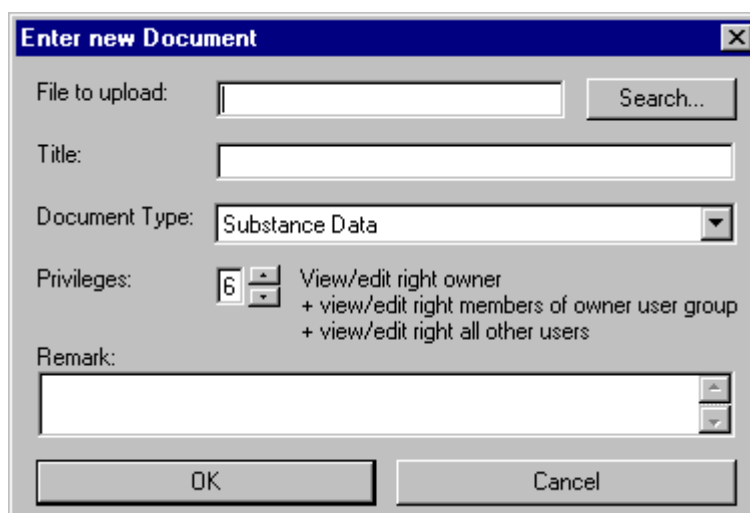 Enter new Document
File to upload:
Search...
Title:
Document Type: Substance Data
Privileges: 6 View/edit right owner
+ view/edit right members of owner user group
+ view/edit right all other users
Remark:
OK Cancel